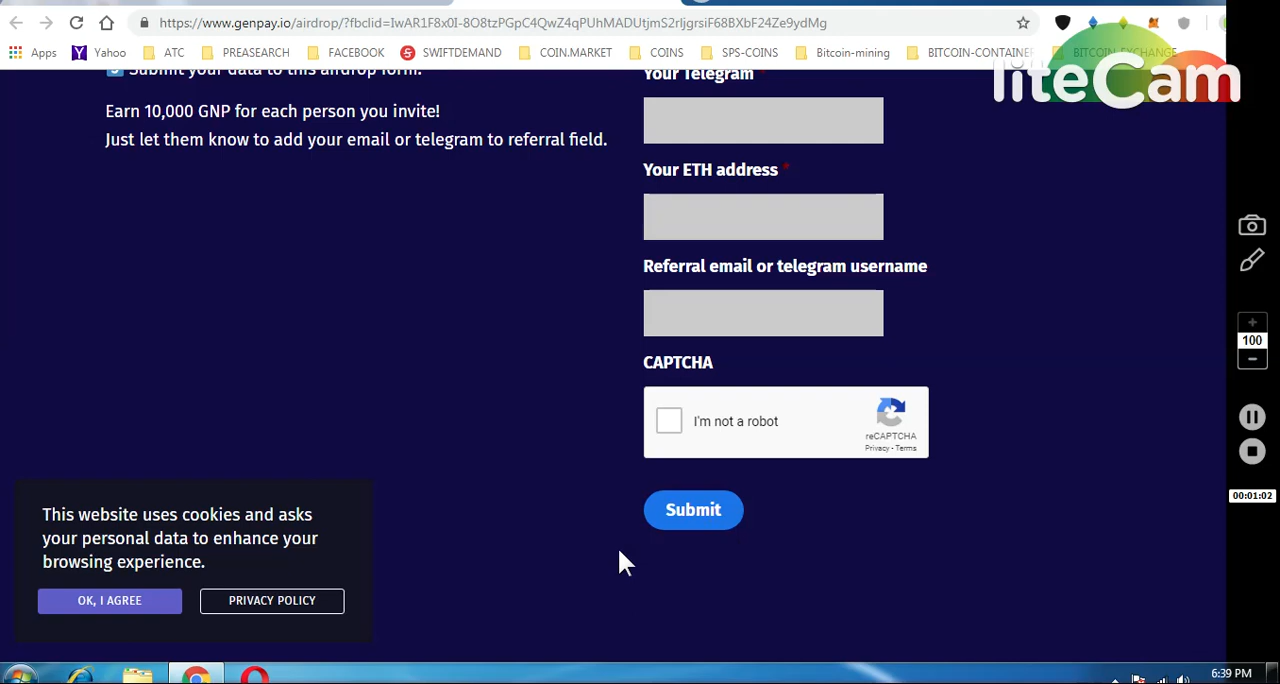 https://www.genpay.io/airdrop/?fbclid=IwAR1F8x0I-8O8tzPGpC4QwZ4qPUhMADUtjmS2rIjgrsiF68BXbF24Ze9ydMg
Apps Yahoo ATC PREASEARCH FACEBOOK SWIFTDEMAND COIN.MARKET COINS SPS-COINS Bitcoin-mining BITCOIN-CONTAINER BITCOIN-EXCHANGE
liteCam
Submit your data to this airdrop form.
Earn 10,000 GNP for each person you invite!
Just let them know to add your email or telegram to referral field.
Your Telegram *
Your ETH address *
Referral email or telegram username
CAPTCHA
I'm not a robot
reCAPTCHA
Privacy - Terms
Submit
This website uses cookies and asks
your personal data to enhance your
browsing experience.
OK, I AGREE
PRIVACY POLICY
100
00:01:02
6:39 PM